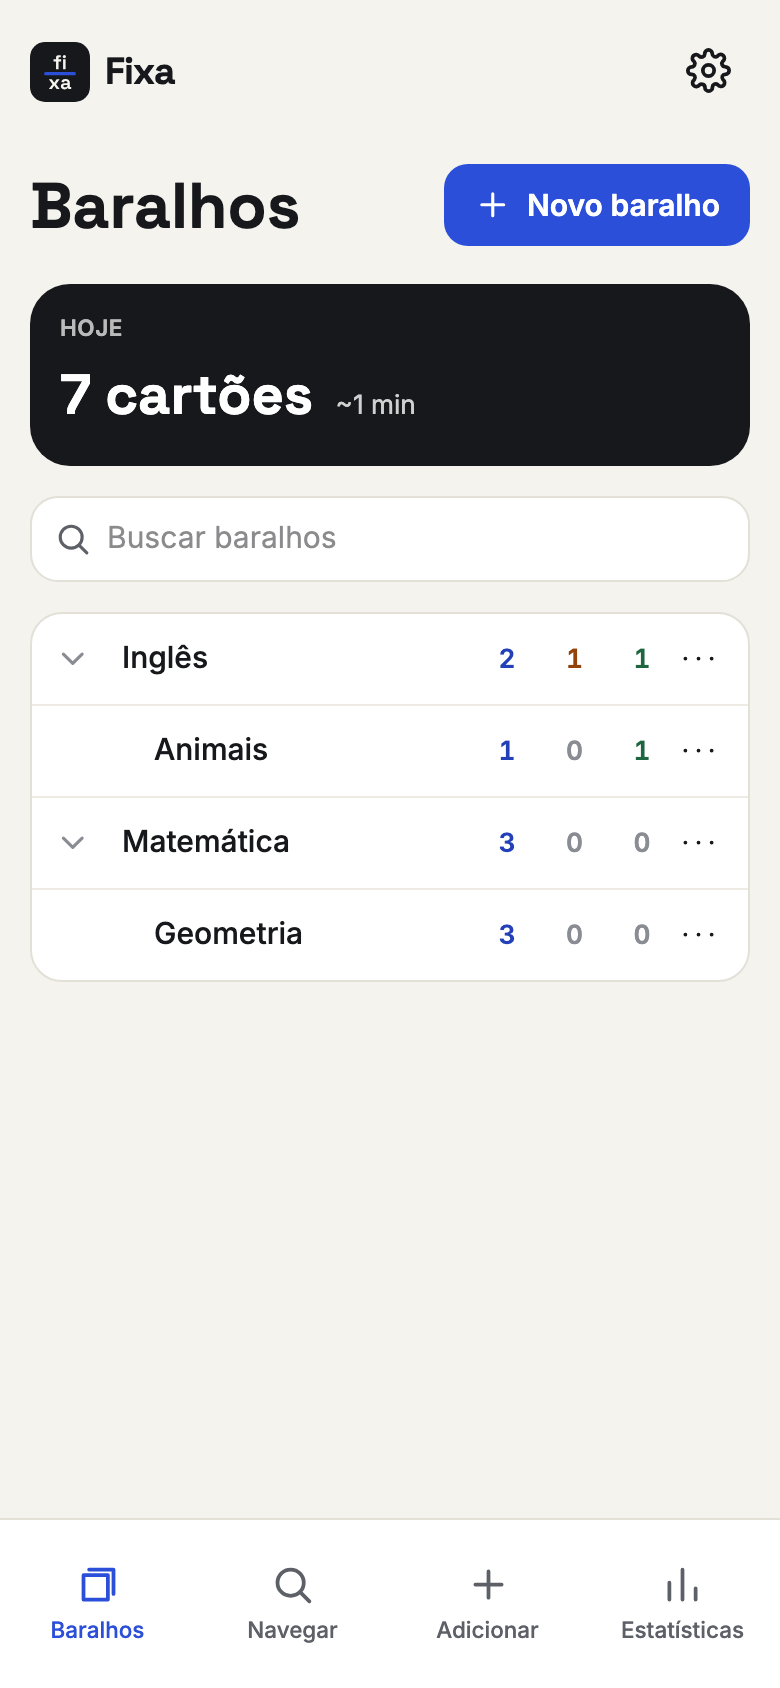 fi
xa
Fixa
Baralhos
+ Novo baralho
HOJE
7 cartões ~1 min
Buscar baralhos
Inglês 2 1 1 ...
Animais 1 0 1 ...
Matemática 3 0 0 ...
Geometria 3 0 0 ...
Baralhos Navegar Adicionar Estatísticas